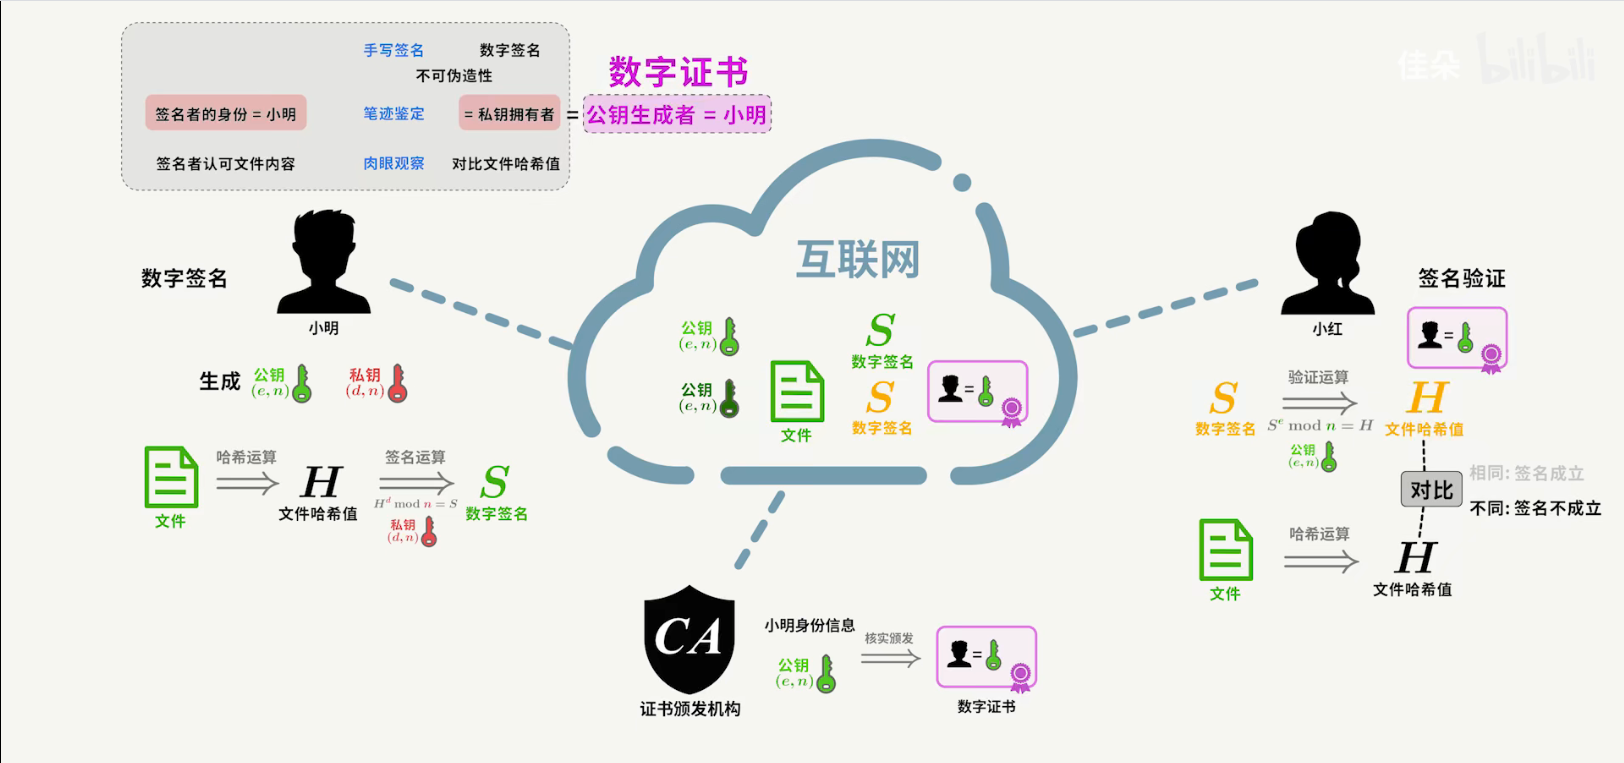 手写签名 数字签名
不可伪造性
签名者的身份 = 小明 笔迹鉴定 = 私钥拥有者
签名者认可文件内容 肉眼观察 对比文件哈希值
数字证书
= 公钥生成者 = 小明
佳朵 bilibili
互联网
数字签名
小明
生成 公钥 (e, n) 私钥 (d, n)
文件
哈希运算
H
文件哈希值
签名运算
H^d mod n = S
私钥
(d, n)
S
数字签名
公钥
(e, n)
公钥
(e, n)
文件
S
数字签名
S
数字签名
=
CA
证书颁发机构
小明身份信息
公钥
(e, n)
核实颁发
=
数字证书
小红
签名验证
=
S
数字签名
验证运算
S^e mod n = H
公钥
(e, n)
H
文件哈希值
对比
相同: 签名成立
不同: 签名不成立
文件
哈希运算
H
文件哈希值